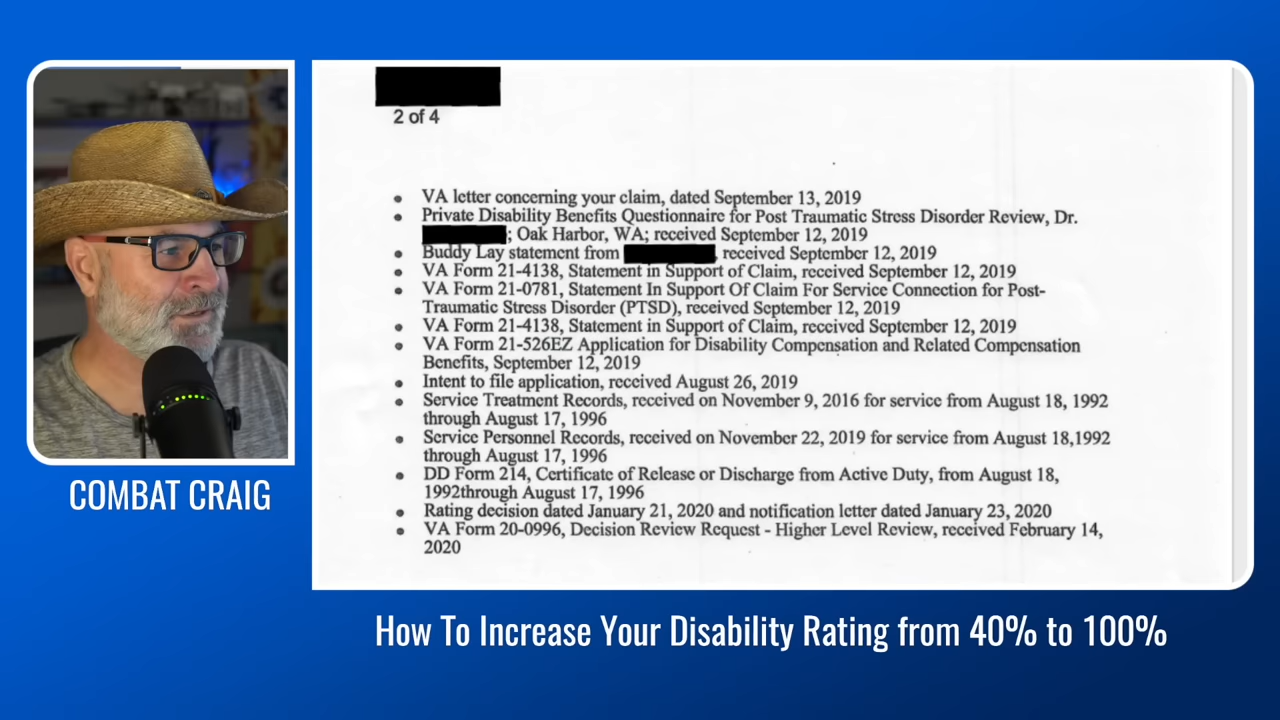 2 of 4
VA letter concerning your claim, dated September 13, 2019
Private Disability Benefits Questionnaire for Post Traumatic Stress Disorder Review, Dr.
; Oak Harbor, WA; received September 12, 2019
Buddy Lay statement from , received September 12, 2019
VA Form 21-4138, Statement in Support of Claim, received September 12, 2019
VA Form 21-0781, Statement In Support Of Claim For Service Connection for Post-
Traumatic Stress Disorder (PTSD), received September 12, 2019
VA Form 21-4138, Statement in Support of Claim, received September 12, 2019
VA Form 21-526EZ Application for Disability Compensation and Related Compensation
Benefits, September 12, 2019
Intent to file application, received August 26, 2019
Service Treatment Records, received on November 9, 2016 for service from August 18, 1992
through August 17, 1996
Service Personnel Records, received on November 22, 2019 for service from August 18,1992
through August 17, 1996
DD Form 214, Certificate of Release or Discharge from Active Duty, from August 18,
1992through August 17, 1996
Rating decision dated January 21, 2020 and notification letter dated January 23, 2020
VA Form 20-0996, Decision Review Request - Higher Level Review, received February 14,
2020
COMBAT CRAIG
How To Increase Your Disability Rating from 40% to 100%